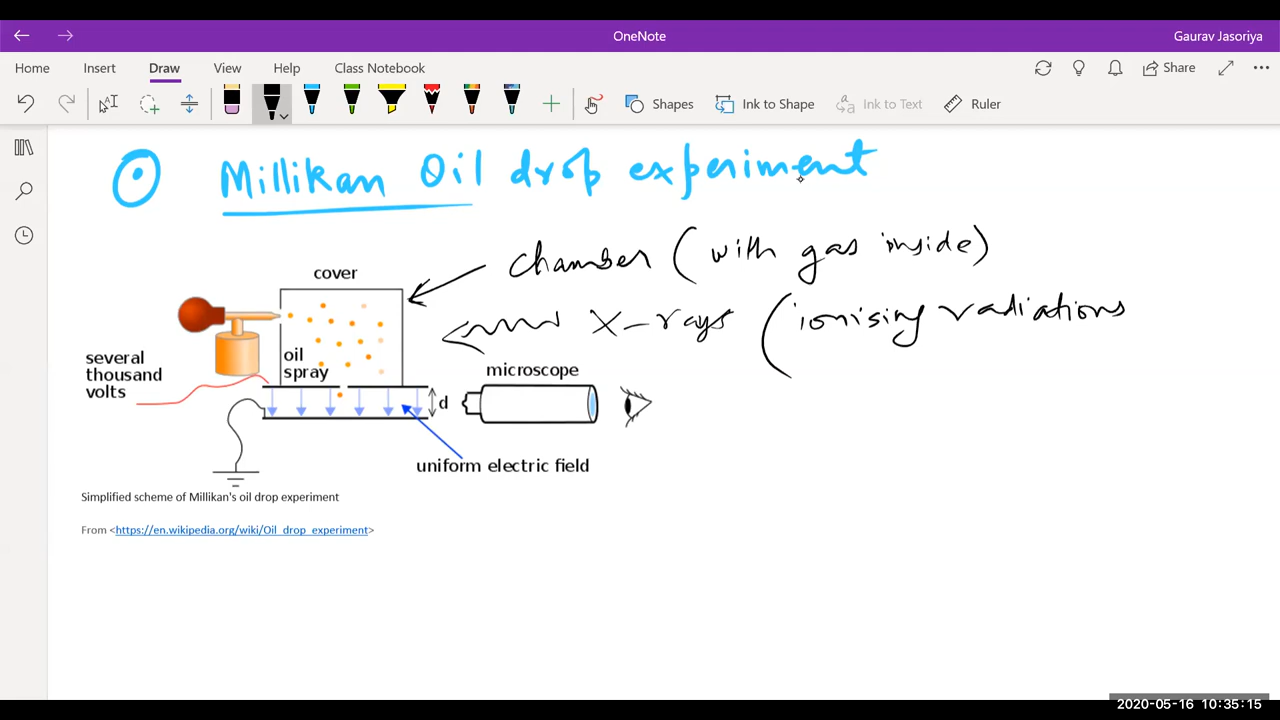 OneNote
Gaurav Jasoriya
Home Insert Draw View Help Class Notebook
Share
Shapes Ink to Shape Ink to Text Ruler
Millikan Oil drop experiment
chamber (with gas inside)
X-rays (ionising radiations
cover
several
thousand
volts
oil
spray
microscope
d
uniform electric field
Simplified scheme of Millikan's oil drop experiment
From <https://en.wikipedia.org/wiki/Oil_drop_experiment>
2020-05-16 10:35:15